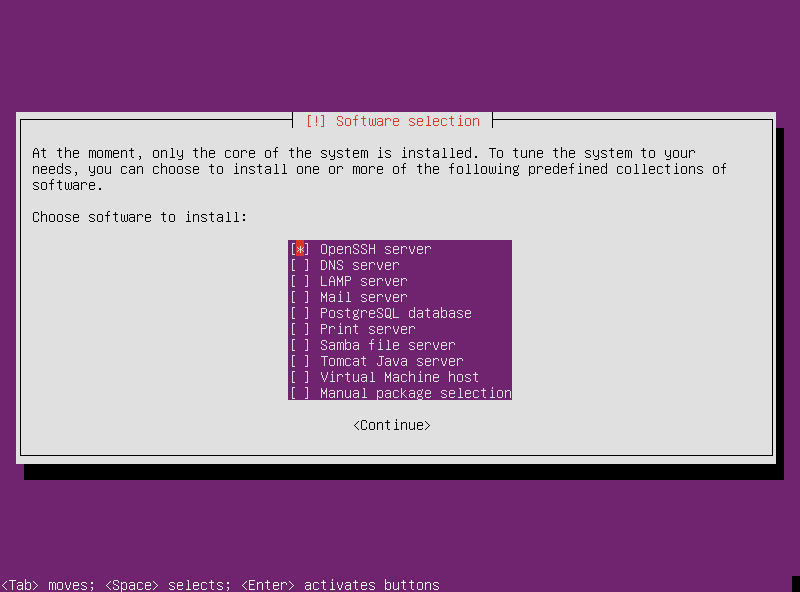 [!] Software selection
At the moment, only the core of the system is installed. To tune the system to your
needs, you can choose to install one or more of the following predefined collections of
software.
Choose software to install:
[*] OpenSSH server
[ ] DNS server
[ ] LAMP server
[ ] Mail server
[ ] PostgreSQL database
[ ] Print server
[ ] Samba file server
[ ] Tomcat Java server
[ ] Virtual Machine host
[ ] Manual package selection
<Continue>
<Tab> moves; <Space> selects; <Enter> activates buttons